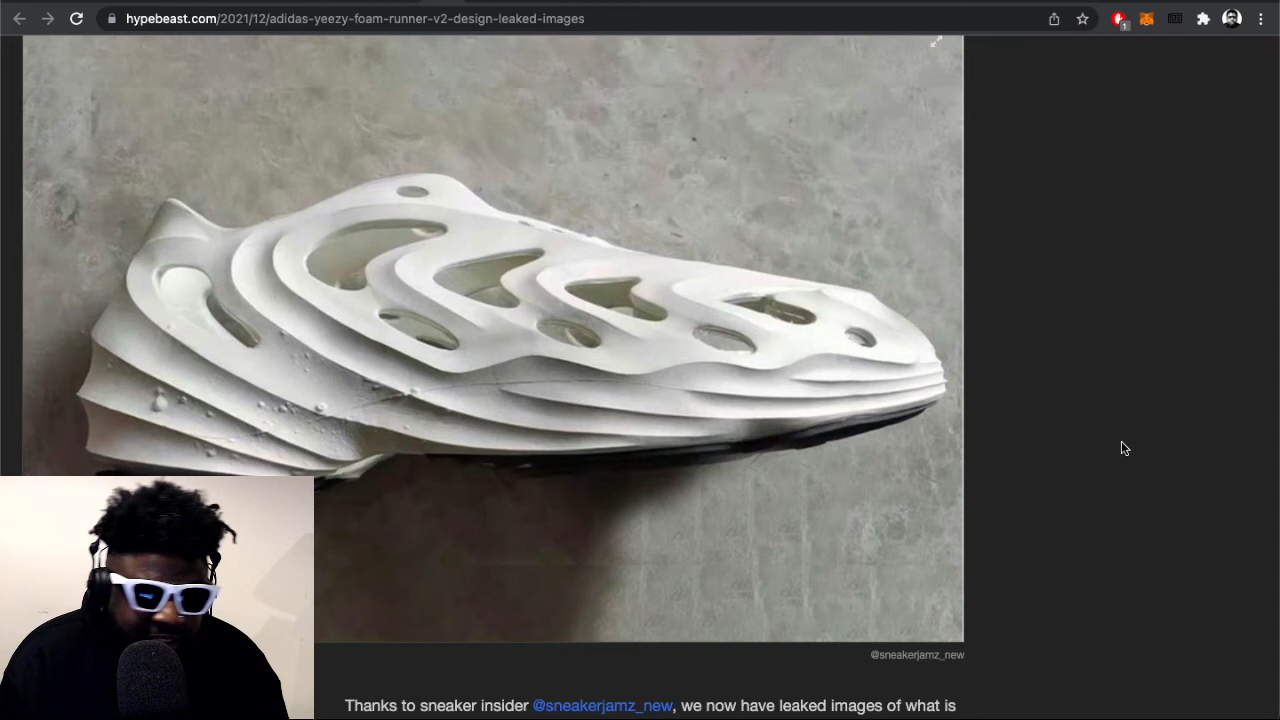 hypebeast.com/2021/12/adidas-yeezy-foam-runner-v2-design-leaked-images
1
@sneakerjamz_new
Thanks to sneaker insider @sneakerjamz_new, we now have leaked images of what is